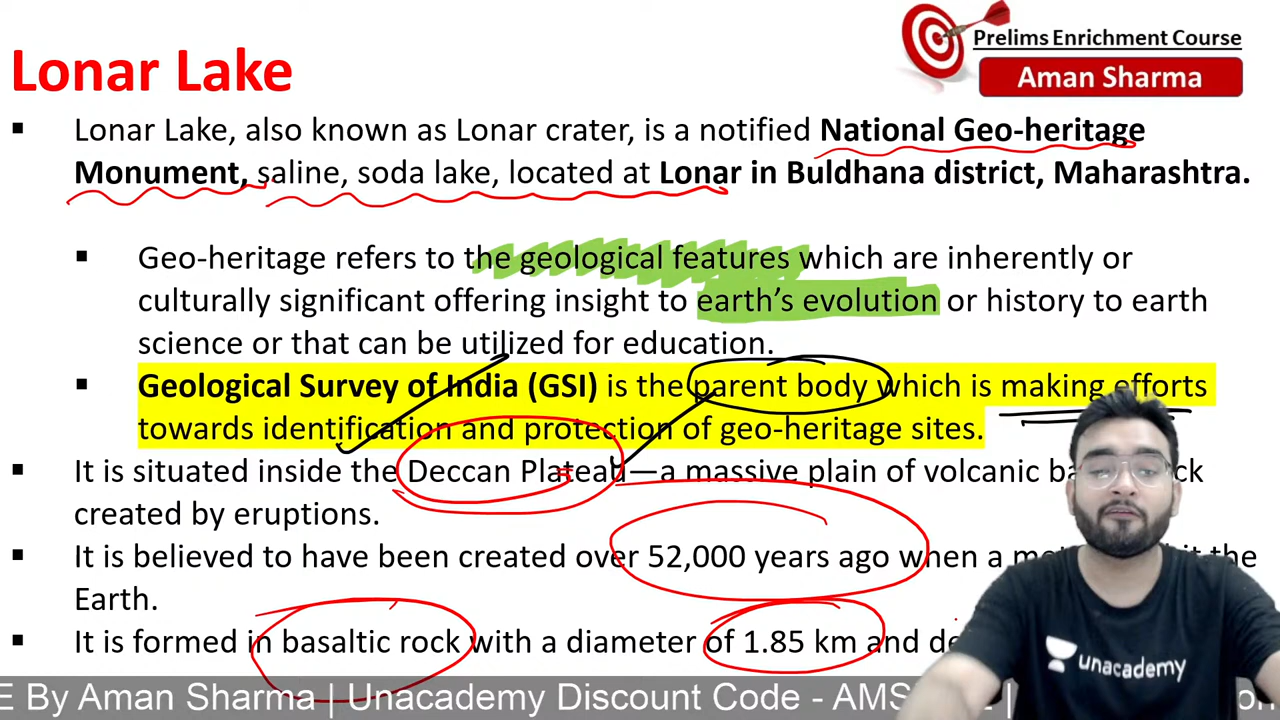 Prelims Enrichment Course
Aman Sharma
Lonar Lake
▪ Lonar Lake, also known as Lonar crater, is a notified National Geo-heritage
Monument, saline, soda lake, located at Lonar in Buldhana district, Maharashtra.
▪ Geo-heritage refers to the geological features which are inherently or
culturally significant offering insight to earth's evolution or history to earth
science or that can be utilized for education.
▪ Geological Survey of India (GSI) is the parent body which is making efforts
towards identification and protection of geo-heritage sites.
▪ It is situated inside the Deccan Plateau—a massive plain of volcanic
created by eruptions.
▪ It is believed to have been created over 52,000 years ago when a the
Earth.
▪ It is formed in basaltic rock with a diameter of 1.85 km and
unacademy
E By Aman Sharma | Unacademy Discount Code - |